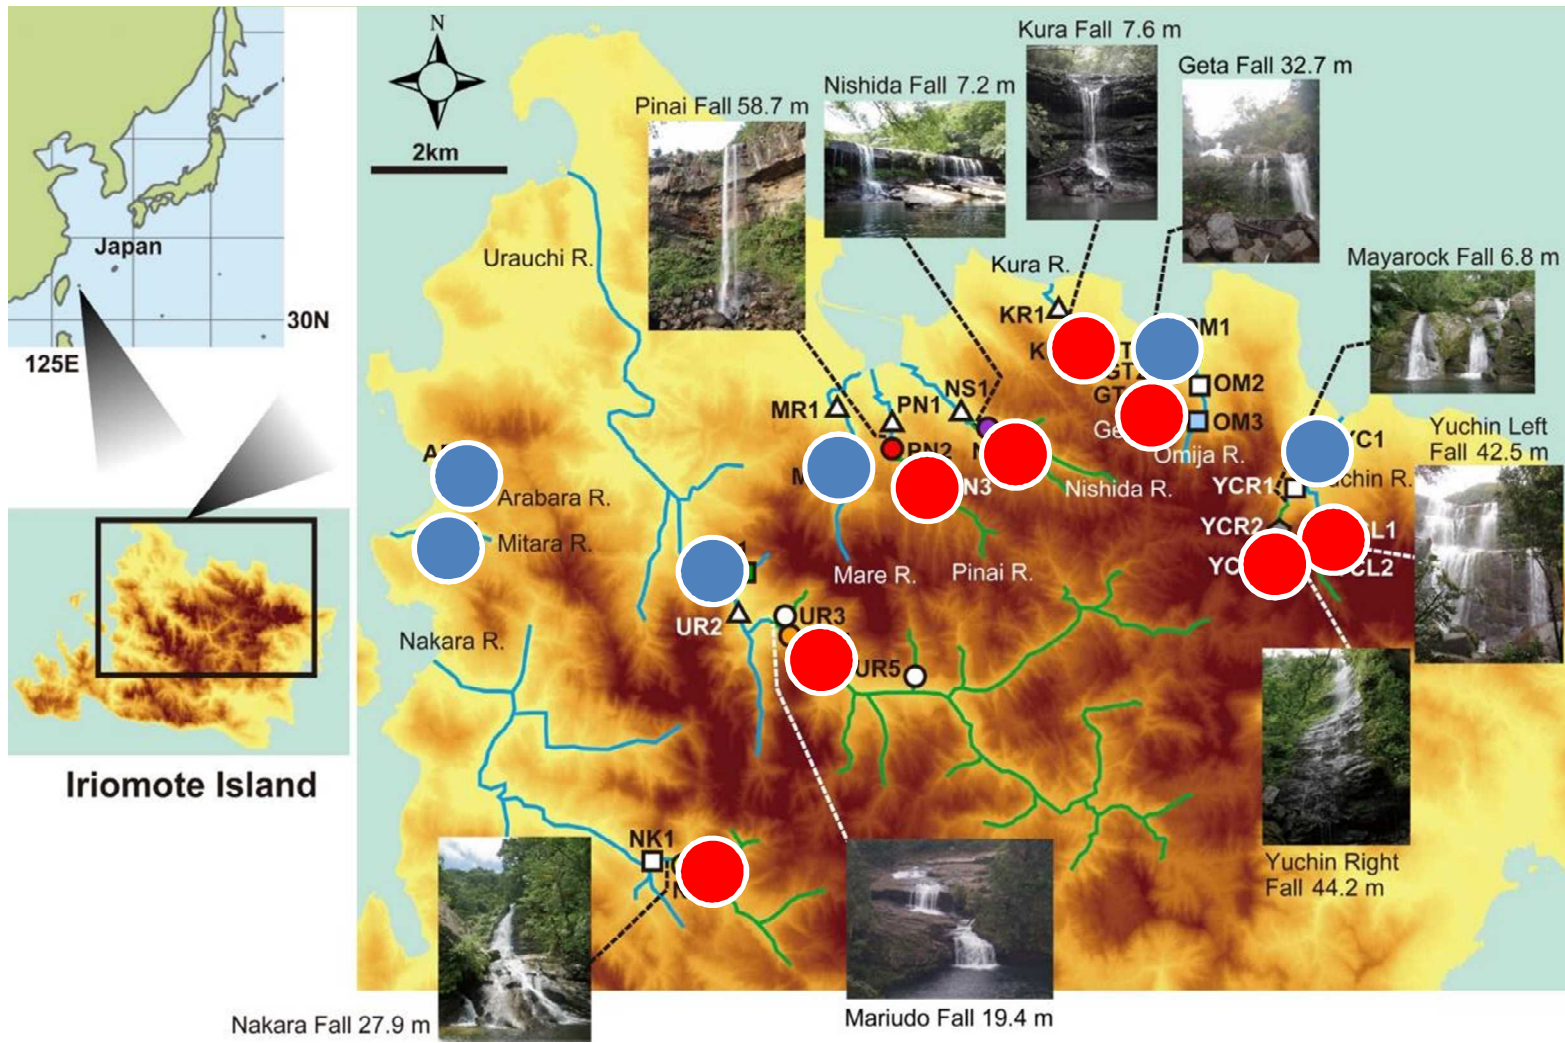 Kura Fall 7.6 m
Geta Fall 32.7 m
Nishida Fall 7.2 m
Pinai Fall 58.7 m
N
2km
Japan
30N
125E
Urauchi R.
Kura R.
Mayarock Fall 6.8 m
KR1
OM2
OM3
NS1
PN1
MR1
PN2
Yuchin Left
Fall 42.5 m
Omija R.
Nishida R.
YCR1
YCR2
Arabara R.
Mitara R.
Mare R.
Pinai R.
UR2
UR3
UR5
Nakara R.
Iriomote Island
NK1
Yuchin Right
Fall 44.2 m
Nakara Fall 27.9 m
Mariudo Fall 19.4 m